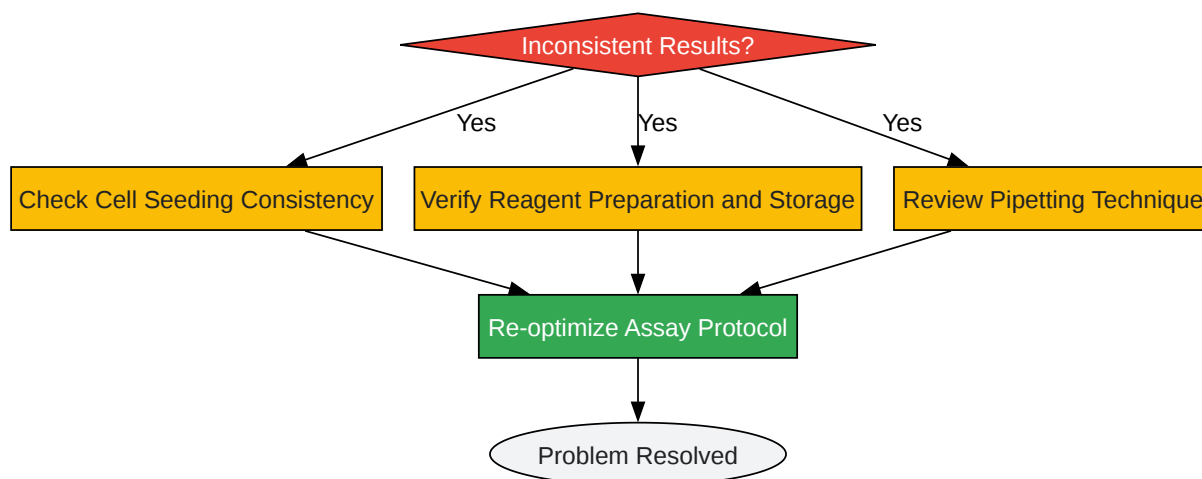 Inconsistent Results?
Yes
Yes
Yes
Check Cell Seeding Consistency
Verify Reagent Preparation and Storage
Review Pipetting Technique
Re-optimize Assay Protocol
Problem Resolved